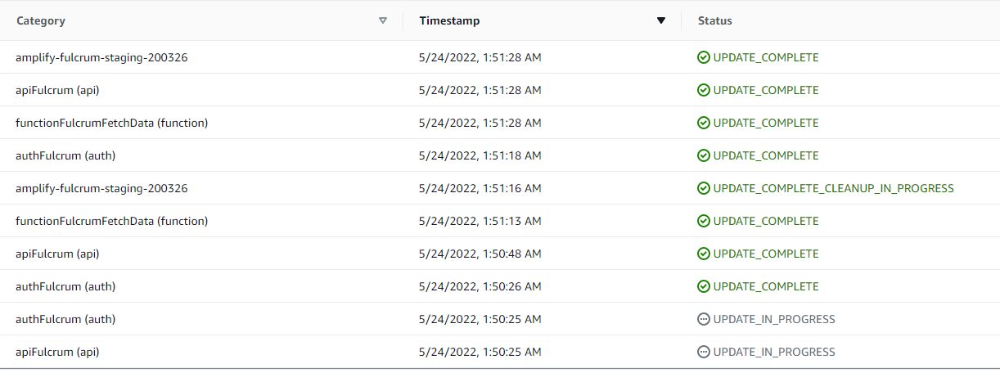 Category Timestamp Status
amplify-fulcrum-staging-200326 5/24/2022, 1:51:28 AM UPDATE_COMPLETE
apiFulcrum (api) 5/24/2022, 1:51:28 AM UPDATE_COMPLETE
functionFulcrumFetchData (function) 5/24/2022, 1:51:28 AM UPDATE_COMPLETE
authFulcrum (auth) 5/24/2022, 1:51:18 AM UPDATE_COMPLETE
amplify-fulcrum-staging-200326 5/24/2022, 1:51:16 AM UPDATE_COMPLETE_CLEANUP_IN_PROGRESS
functionFulcrumFetchData (function) 5/24/2022, 1:51:13 AM UPDATE_COMPLETE
apiFulcrum (api) 5/24/2022, 1:50:48 AM UPDATE_COMPLETE
authFulcrum (auth) 5/24/2022, 1:50:26 AM UPDATE_COMPLETE
authFulcrum (auth) 5/24/2022, 1:50:25 AM UPDATE_IN_PROGRESS
apiFulcrum (api) 5/24/2022, 1:50:25 AM UPDATE_IN_PROGRESS